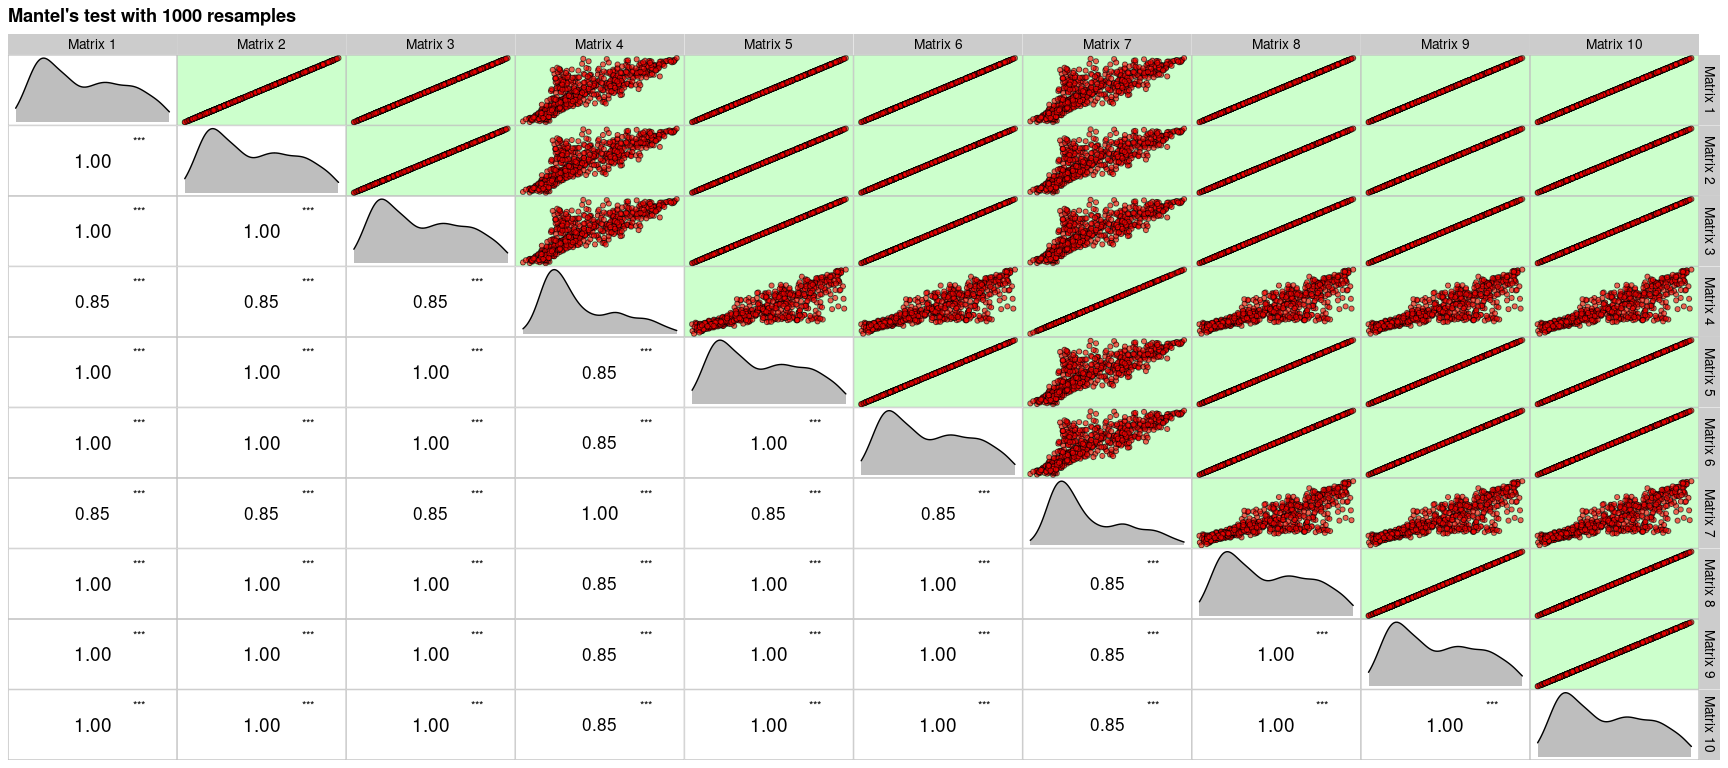 Mantel's test with 1000 resamples
Matrix 1 Matrix 2 Matrix 3 Matrix 4 Matrix 5 Matrix 6 Matrix 7 Matrix 8 Matrix 9 Matrix 10
Matrix 1
***
1.00
Matrix 2
*** ***
1.00 1.00
Matrix 3
*** *** ***
0.85 0.85 0.85
Matrix 4
*** *** *** ***
1.00 1.00 1.00 0.85
Matrix 5
*** *** *** *** ***
1.00 1.00 1.00 0.85 1.00
Matrix 6
*** *** *** *** *** ***
0.85 0.85 0.85 1.00 0.85 0.85
Matrix 7
*** *** *** *** *** *** ***
1.00 1.00 1.00 0.85 1.00 1.00 0.85
Matrix 8
*** *** *** *** *** *** *** ***
1.00 1.00 1.00 0.85 1.00 1.00 0.85 1.00
Matrix 9
*** *** *** *** *** *** *** *** ***
1.00 1.00 1.00 0.85 1.00 1.00 0.85 1.00 1.00
Matrix 10